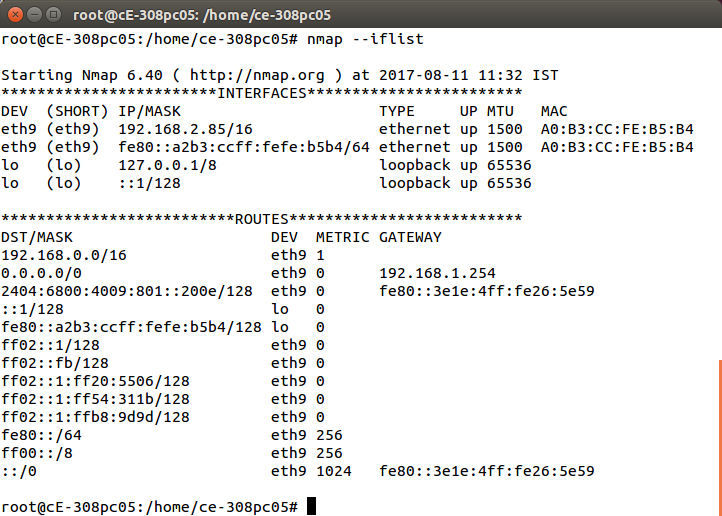 root@cE-308pc05: /home/ce-308pc05
root@cE-308pc05:/home/ce-308pc05# nmap --iflist
Starting Nmap 6.40 ( http://nmap.org ) at 2017-08-11 11:32 IST
************************INTERFACES************************
DEV  (SHORT) IP/MASK                     TYPE     UP MTU   MAC
eth9 (eth9)  192.168.2.85/16             ethernet up 1500  A0:B3:CC:FE:B5:B4
eth9 (eth9)  fe80::a2b3:ccff:fefe:b5b4/64 ethernet up 1500  A0:B3:CC:FE:B5:B4
lo   (lo)    127.0.0.1/8                 loopback up 65536
lo   (lo)    ::1/128                     loopback up 65536
**************************ROUTES**************************
DST/MASK                      DEV  METRIC GATEWAY
192.168.0.0/16                eth9 1
0.0.0.0/0                     eth9 0      192.168.1.254
2404:6800:4009:801::200e/128  eth9 0      fe80::3e1e:4ff:fe26:5e59
::1/128                       lo   0
fe80::a2b3:ccff:fefe:b5b4/128 lo   0
ff02::1/128                   eth9 0
ff02::fb/128                  eth9 0
ff02::1:ff20:5506/128         eth9 0
ff02::1:ff54:311b/128         eth9 0
ff02::1:ffb8:9d9d/128         eth9 0
fe80::/64                     eth9 256
ff00::/8                      eth9 256
::/0                          eth9 1024   fe80::3e1e:4ff:fe26:5e59
root@cE-308pc05:/home/ce-308pc05#